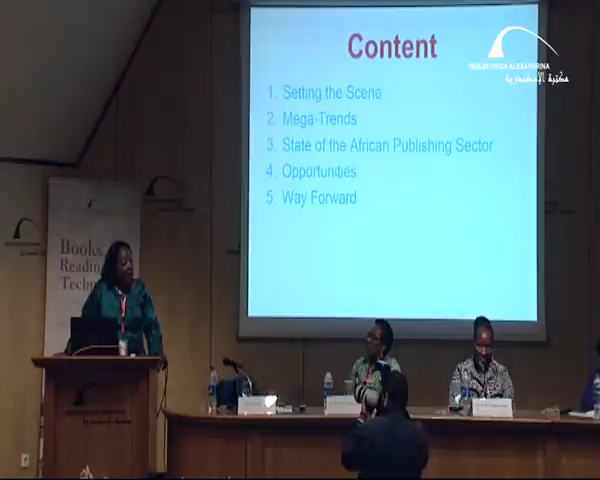 Content
BIBLIOTHECA ALEXANDRINA
مكتبة الإسكندرية
1. Setting the Scene
2. Mega-Trends
3. State of the African Publishing Sector
4. Opportunities
5. Way Forward
Books
Readin
Techn